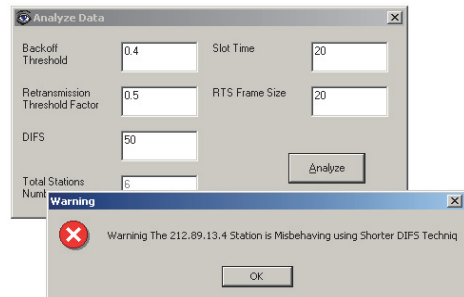 Analyze Data
Backoff Threshold 0.4 Slot Time 20
Retransmission Threshold Factor 0.5 RTS Frame Size 20
DIFS 50
Analyze
Total Stations 6
Warning
Warninig The 212.89.13.4 Station is Misbehaving using Shorter DIFS Techniq
OK